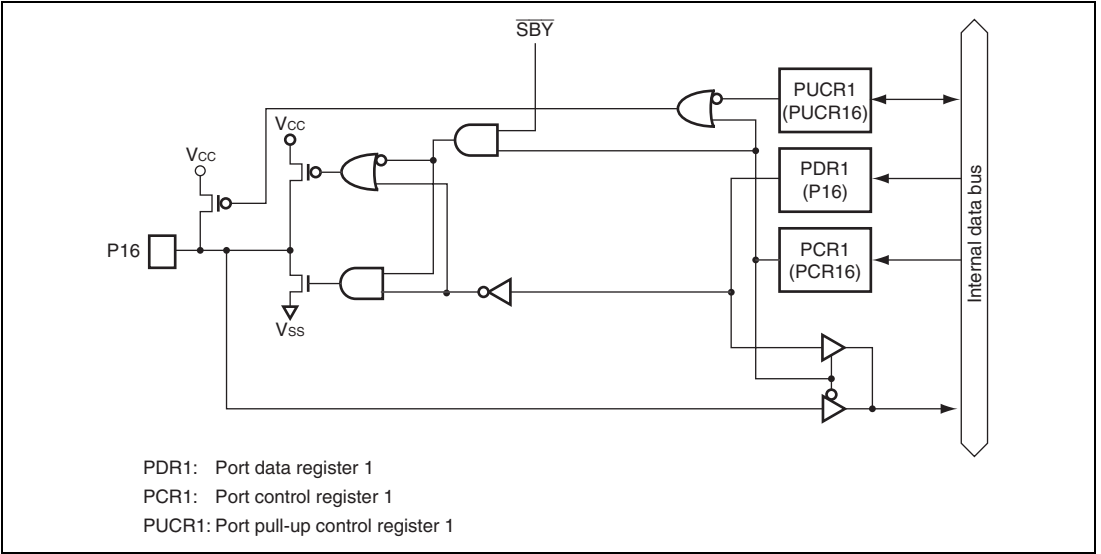 SBY
PUCR1
(PUCR16)
VCC
VCC
PDR1
(P16)
P16
PCR1
(PCR16)
Internal data bus
VSS
PDR1: Port data register 1
PCR1: Port control register 1
PUCR1: Port pull-up control register 1